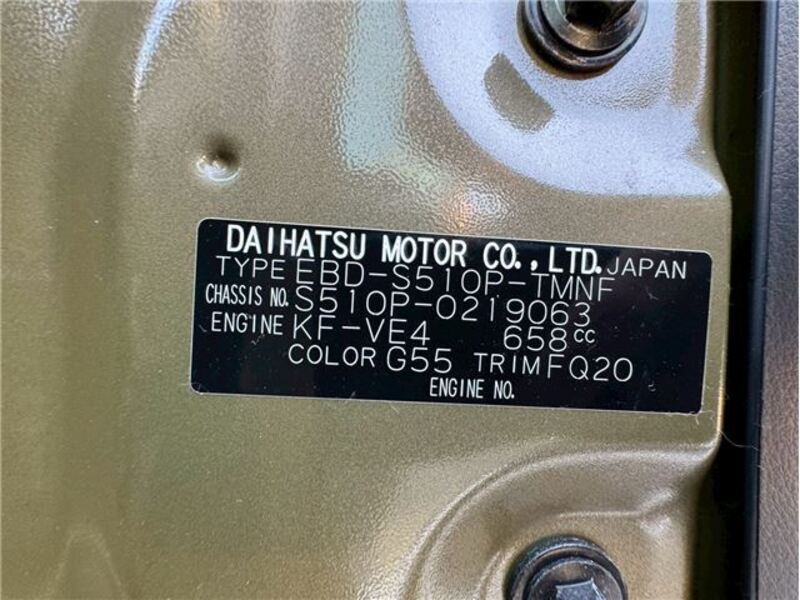 DAIHATSU MOTOR CO., LTD. JAPAN
TYPE EBD-S510P-TMNF
CHASSIS NO. S510P-0219063
ENGINE KF-VE4 658cc
COLOR G55 TRIM FQ20
ENGINE NO.